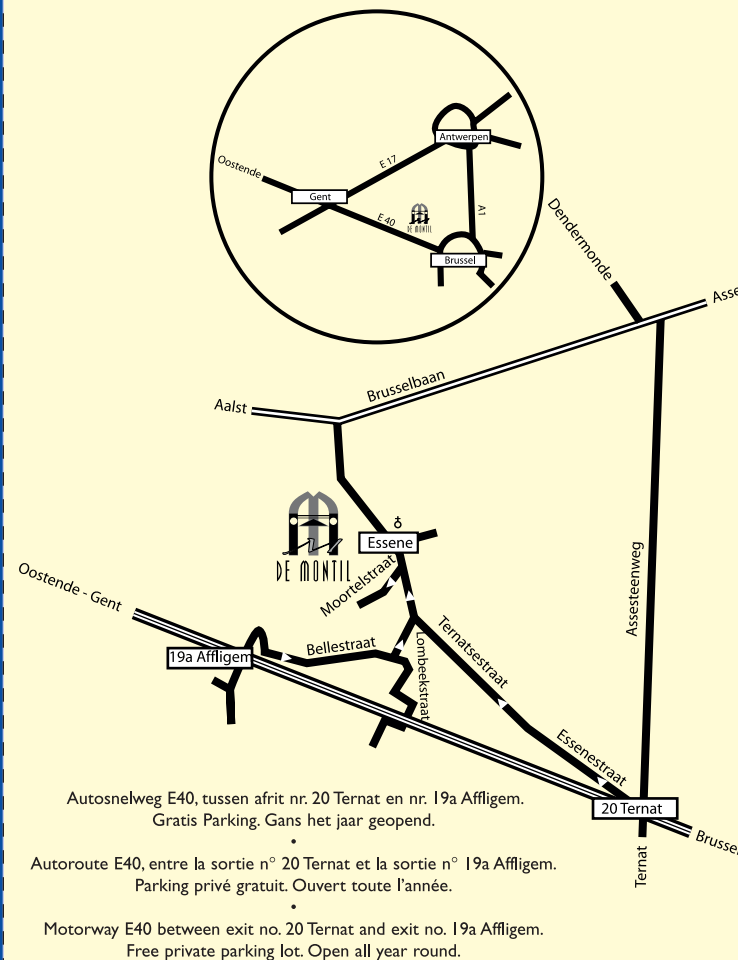 Antwerpen
Oostende
E 17
Gent
A1
E 40
DE MONTIL
Brussel
Dendermonde
Asse
Brusselbaan
Aalst
Essene
DE MONTIL
Moortelstraat
Oostende - Gent
Assesteenweg
19a Affligem
Bellestraat
Lombeekstraat
Ternatsestraat
Essenestraat
20 Ternat
Brussel
Ternat
Autosnelweg E40, tussen afrit nr. 20 Ternat en nr. 19a Affligem.
Gratis Parking. Gans het jaar geopend.
•
Autoroute E40, entre la sortie n° 20 Ternat et la sortie n° 19a Affligem.
Parking privé gratuit. Ouvert toute l'année.
•
Motorway E40 between exit no. 20 Ternat and exit no. 19a Affligem.
Free private parking lot. Open all year round.